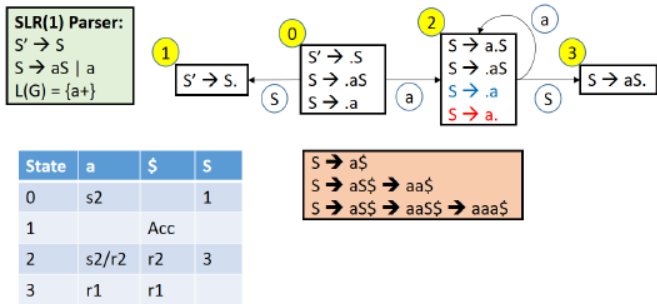 SLR(1) Parser:
S’ → S
S → aS | a
L(G) = {a+}
1
S’ → S.
S
0
S’ → .S
S → .aS
S → .a
a
2
S → a.S
S → .aS
S → .a
S → a.
a
S
3
S → aS.
State a $ S
0 s2 1
1 Acc
2 s2/r2 r2 3
3 r1 r1
S → a$
S → aS$ → aa$
S → aS$ → aaS$ → aaa$